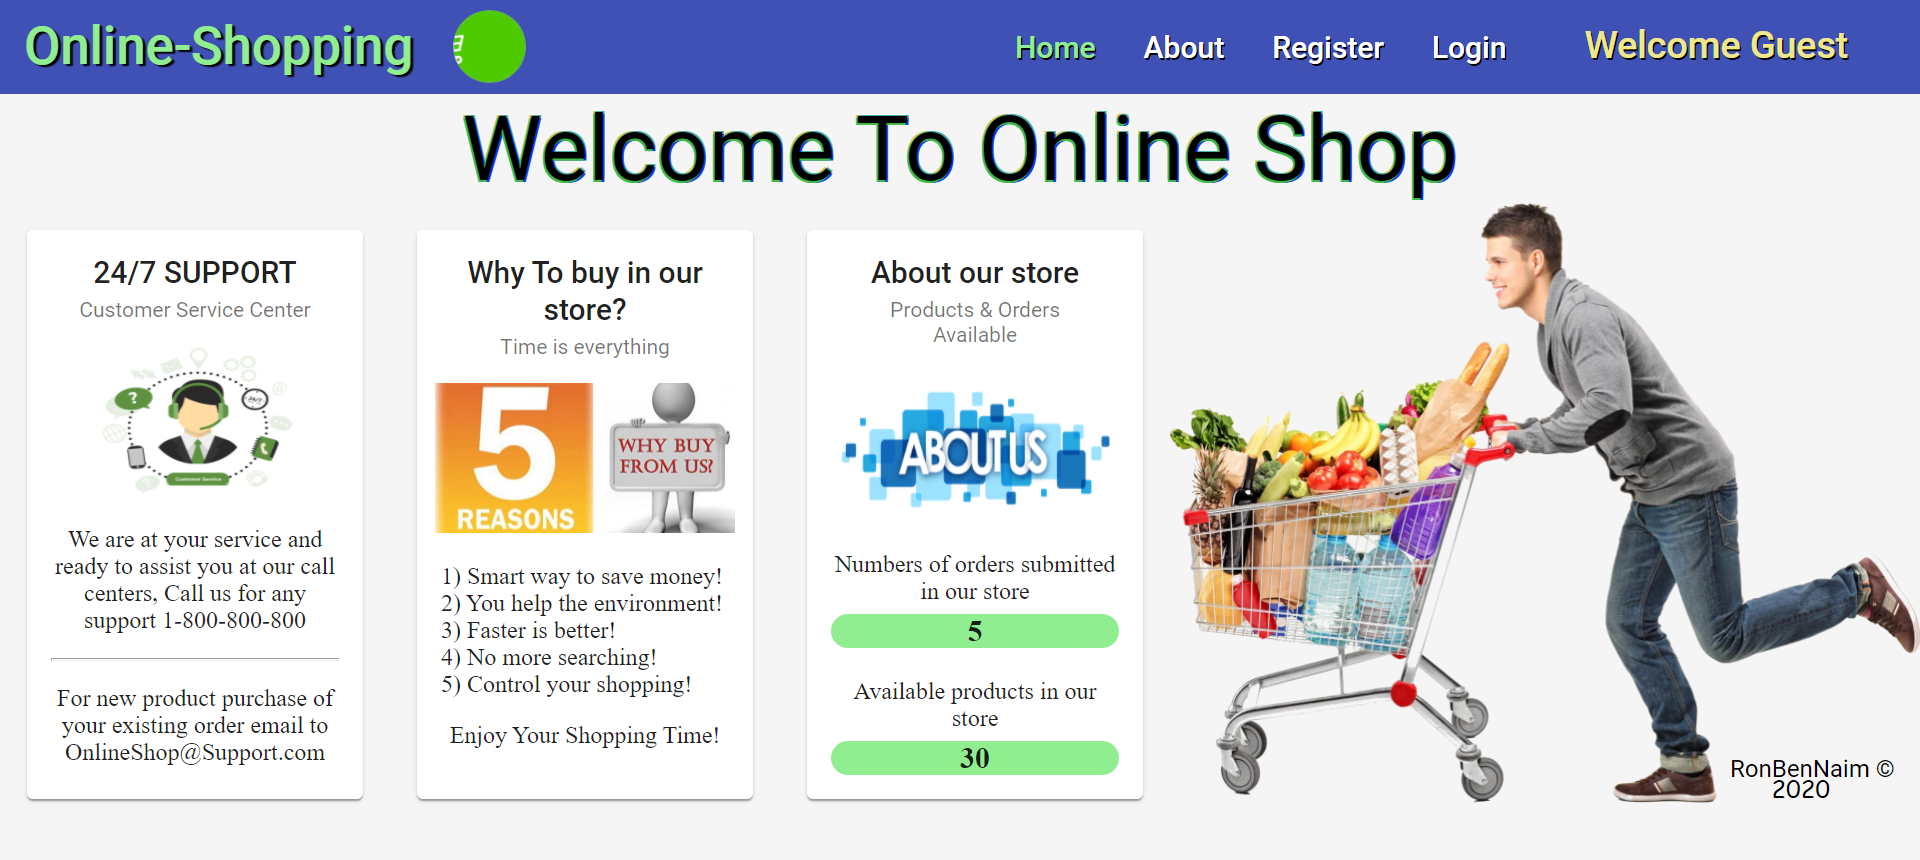 Online-Shopping
Home About Register Login Welcome Guest
Welcome To Online Shop
24/7 SUPPORT
Customer Service Center
?
24/7
Customer Service
We are at your service and
ready to assist you at our call
centers, Call us for any
support 1-800-800-800
For new product purchase of
your existing order email to
OnlineShop@Support.com
Why To buy in our
store?
Time is everything
5
REASONS
WHY BUY
FROM US?
1) Smart way to save money!
2) You help the environment!
3) Faster is better!
4) No more searching!
5) Control your shopping!
Enjoy Your Shopping Time!
About our store
Products & Orders
Available
ABOUT US
Numbers of orders submitted
in our store
5
Available products in our
store
30
RonBenNaim ©
2020